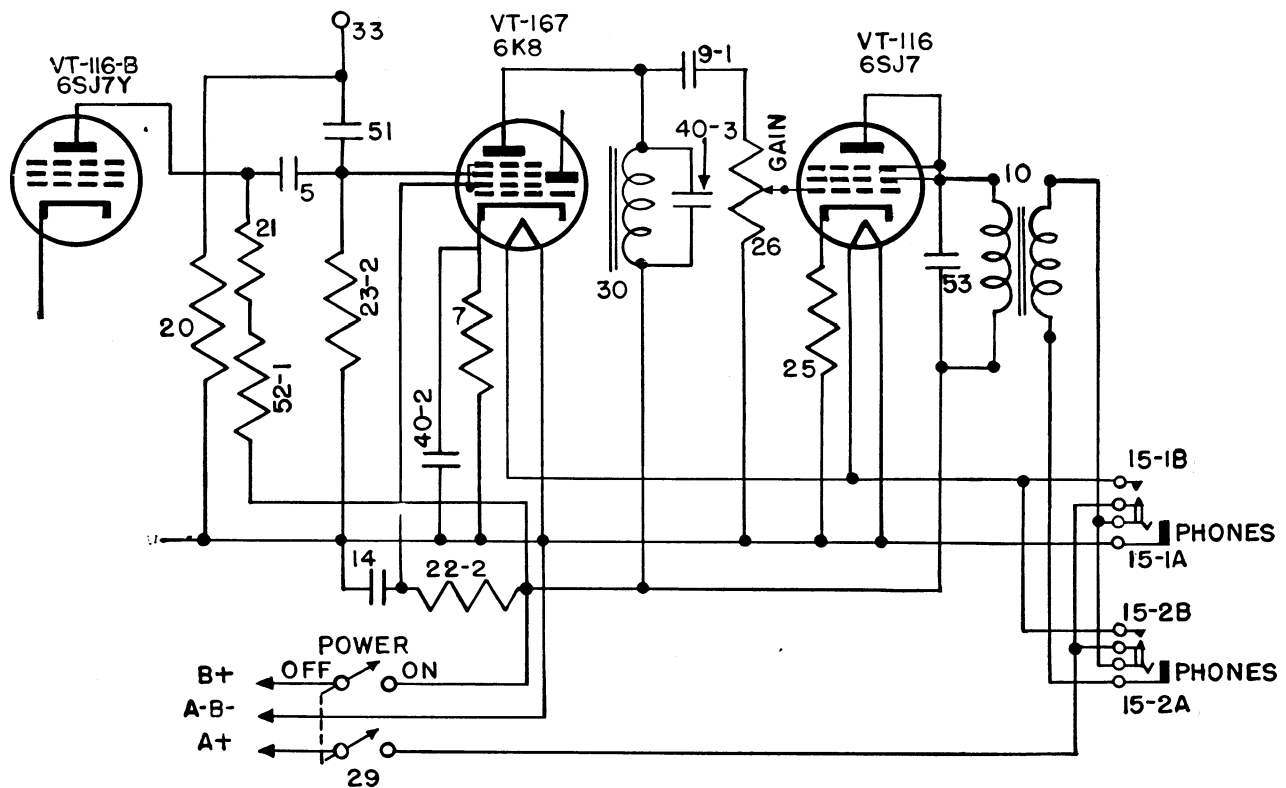 33
VT-167
6K8
VT-116
6SJ7
9-1
VT-116-B
6SJ7Y
51
40-3
GAIN
5
10
21
26
23-2
53
30
20
7
25
52-1
40-2
15-1B
PHONES
15-1A
14
22-2
15-2B
POWER
B+
OFF
ON
PHONES
A-B-
15-2A
A+
29